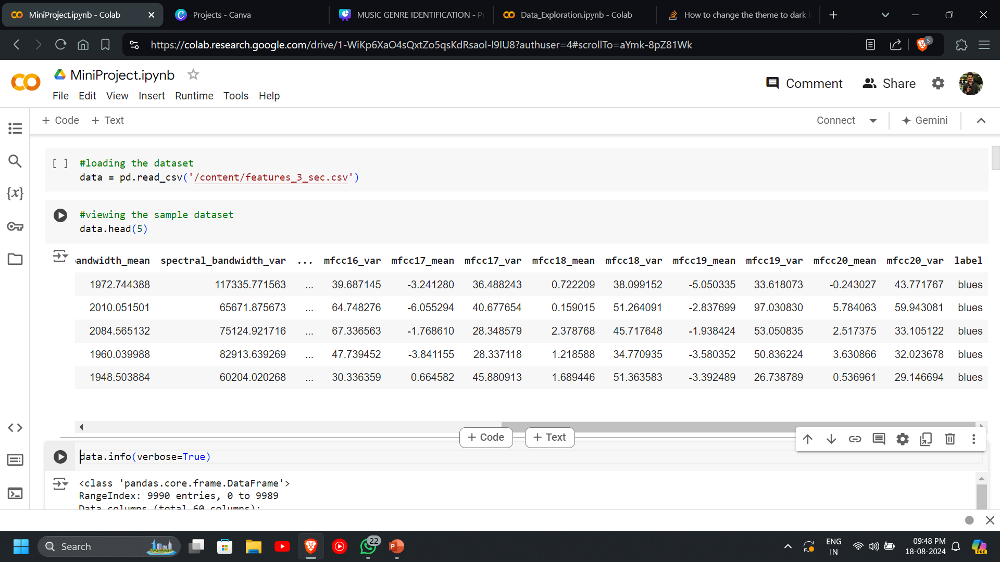 MiniProject.ipynb - Colab
Projects - Canva
MUSIC GENRE IDENTIFICATION - Pr
Data_Exploration.ipynb - Colab
How to change the theme to dark i
https://colab.research.google.com/drive/1-WiKp6XaO4sQxtZo5qsKdRsaol-l9IU8?authuser=4#scrollTo=aYmk-8pZ81Wk
5
MiniProject.ipynb
Comment
Share
File Edit View Insert Runtime Tools Help
+ Code + Text
Connect
Gemini
[ ] #loading the dataset
data = pd.read_csv('/content/features_3_sec.csv')
#viewing the sample dataset
data.head(5)
{x}
andwidth_mean spectral_bandwidth_var ... mfcc16_var mfcc17_mean mfcc17_var mfcc18_mean mfcc18_var mfcc19_mean mfcc19_var mfcc20_mean mfcc20_var label
1972.744388 117335.771563 ... 39.687145 -3.241280 36.488243 0.722209 38.099152 -5.050335 33.618073 -0.243027 43.771767 blues
2010.051501 65671.875673 ... 64.748276 -6.055294 40.677654 0.159015 51.264091 -2.837699 97.030830 5.784063 59.943081 blues
2084.565132 75124.921716 ... 67.336563 -1.768610 28.348579 2.378768 45.717648 -1.938424 53.050835 2.517375 33.105122 blues
1960.039988 82913.639269 ... 47.739452 -3.841155 28.337118 1.218588 34.770935 -3.580352 50.836224 3.630866 32.023678 blues
1948.503884 60204.020268 ... 30.336359 0.664582 45.880913 1.689446 51.363583 -3.392489 26.738789 0.536961 29.146694 blues
+ Code + Text
data.info(verbose=True)
<class 'pandas.core.frame.DataFrame'>
RangeIndex: 9990 entries, 0 to 9989
Data columns (total 60 columns):
Search
22
ENG
IN
09:48 PM
18-08-2024
PRE